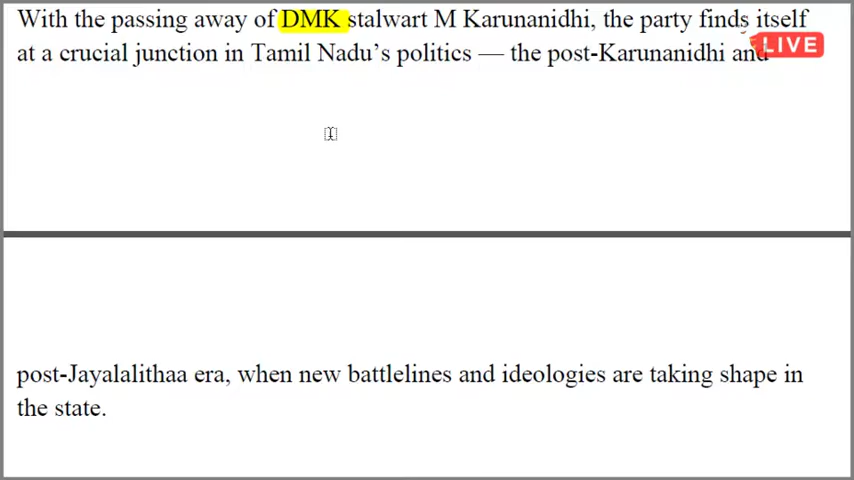 With the passing away of DMK stalwart M Karunanidhi, the party finds itself
at a crucial junction in Tamil Nadu’s politics — the post-Karunanidhi and
LIVE
post-Jayalalithaa era, when new battlelines and ideologies are taking shape in
the state.